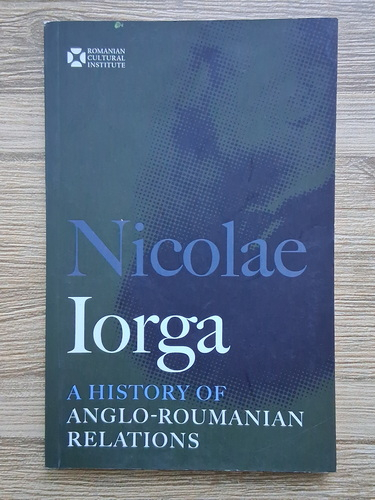 ROMANIAN
CULTURAL
INSTITUTE
Nicolae
Iorga
A HISTORY OF
ANGLO-ROUMANIAN
RELATIONS